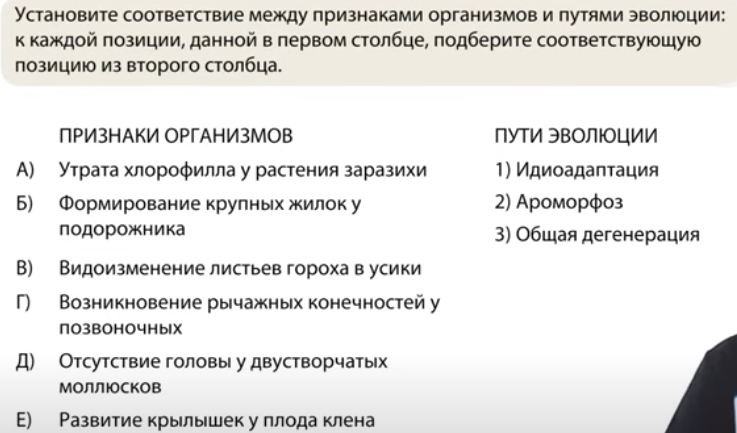 Установите соответствие между признаками организмов и путями эволюции:
к каждой позиции, данной в первом столбце, подберите соответствующую
позицию из второго столбца.
ПРИЗНАКИ ОРГАНИЗМОВ
А) Утрата хлорофилла у растения заразихи
Б) Формирование крупных жилок у
подорожника
В) Видоизменение листьев гороха в усики
Г) Возникновение рычажных конечностей у
позвоночных
Д) Отсутствие головы у двустворчатых
моллюсков
Е) Развитие крылышек у плода клена
ПУТИ ЭВОЛЮЦИИ
1) Идиоадаптация
2) Ароморфоз
3) Общая дегенерация